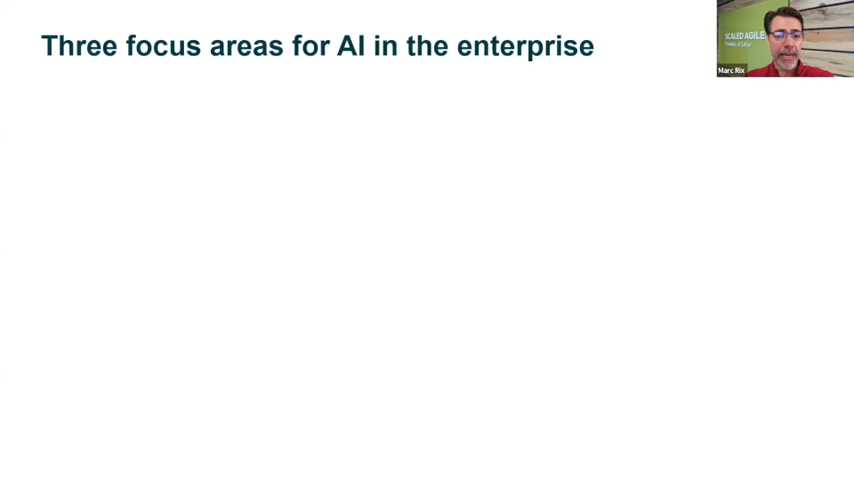 Three focus areas for AI in the enterprise
SCALED AGILE
Marc Rix